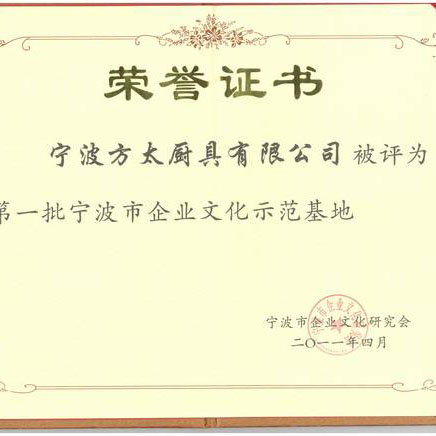 荣誉证书
宁波方太厨具有限公司被评为
第一批宁波市企业文化示范基地
宁波市企业文化研究会
二〇一一年四月